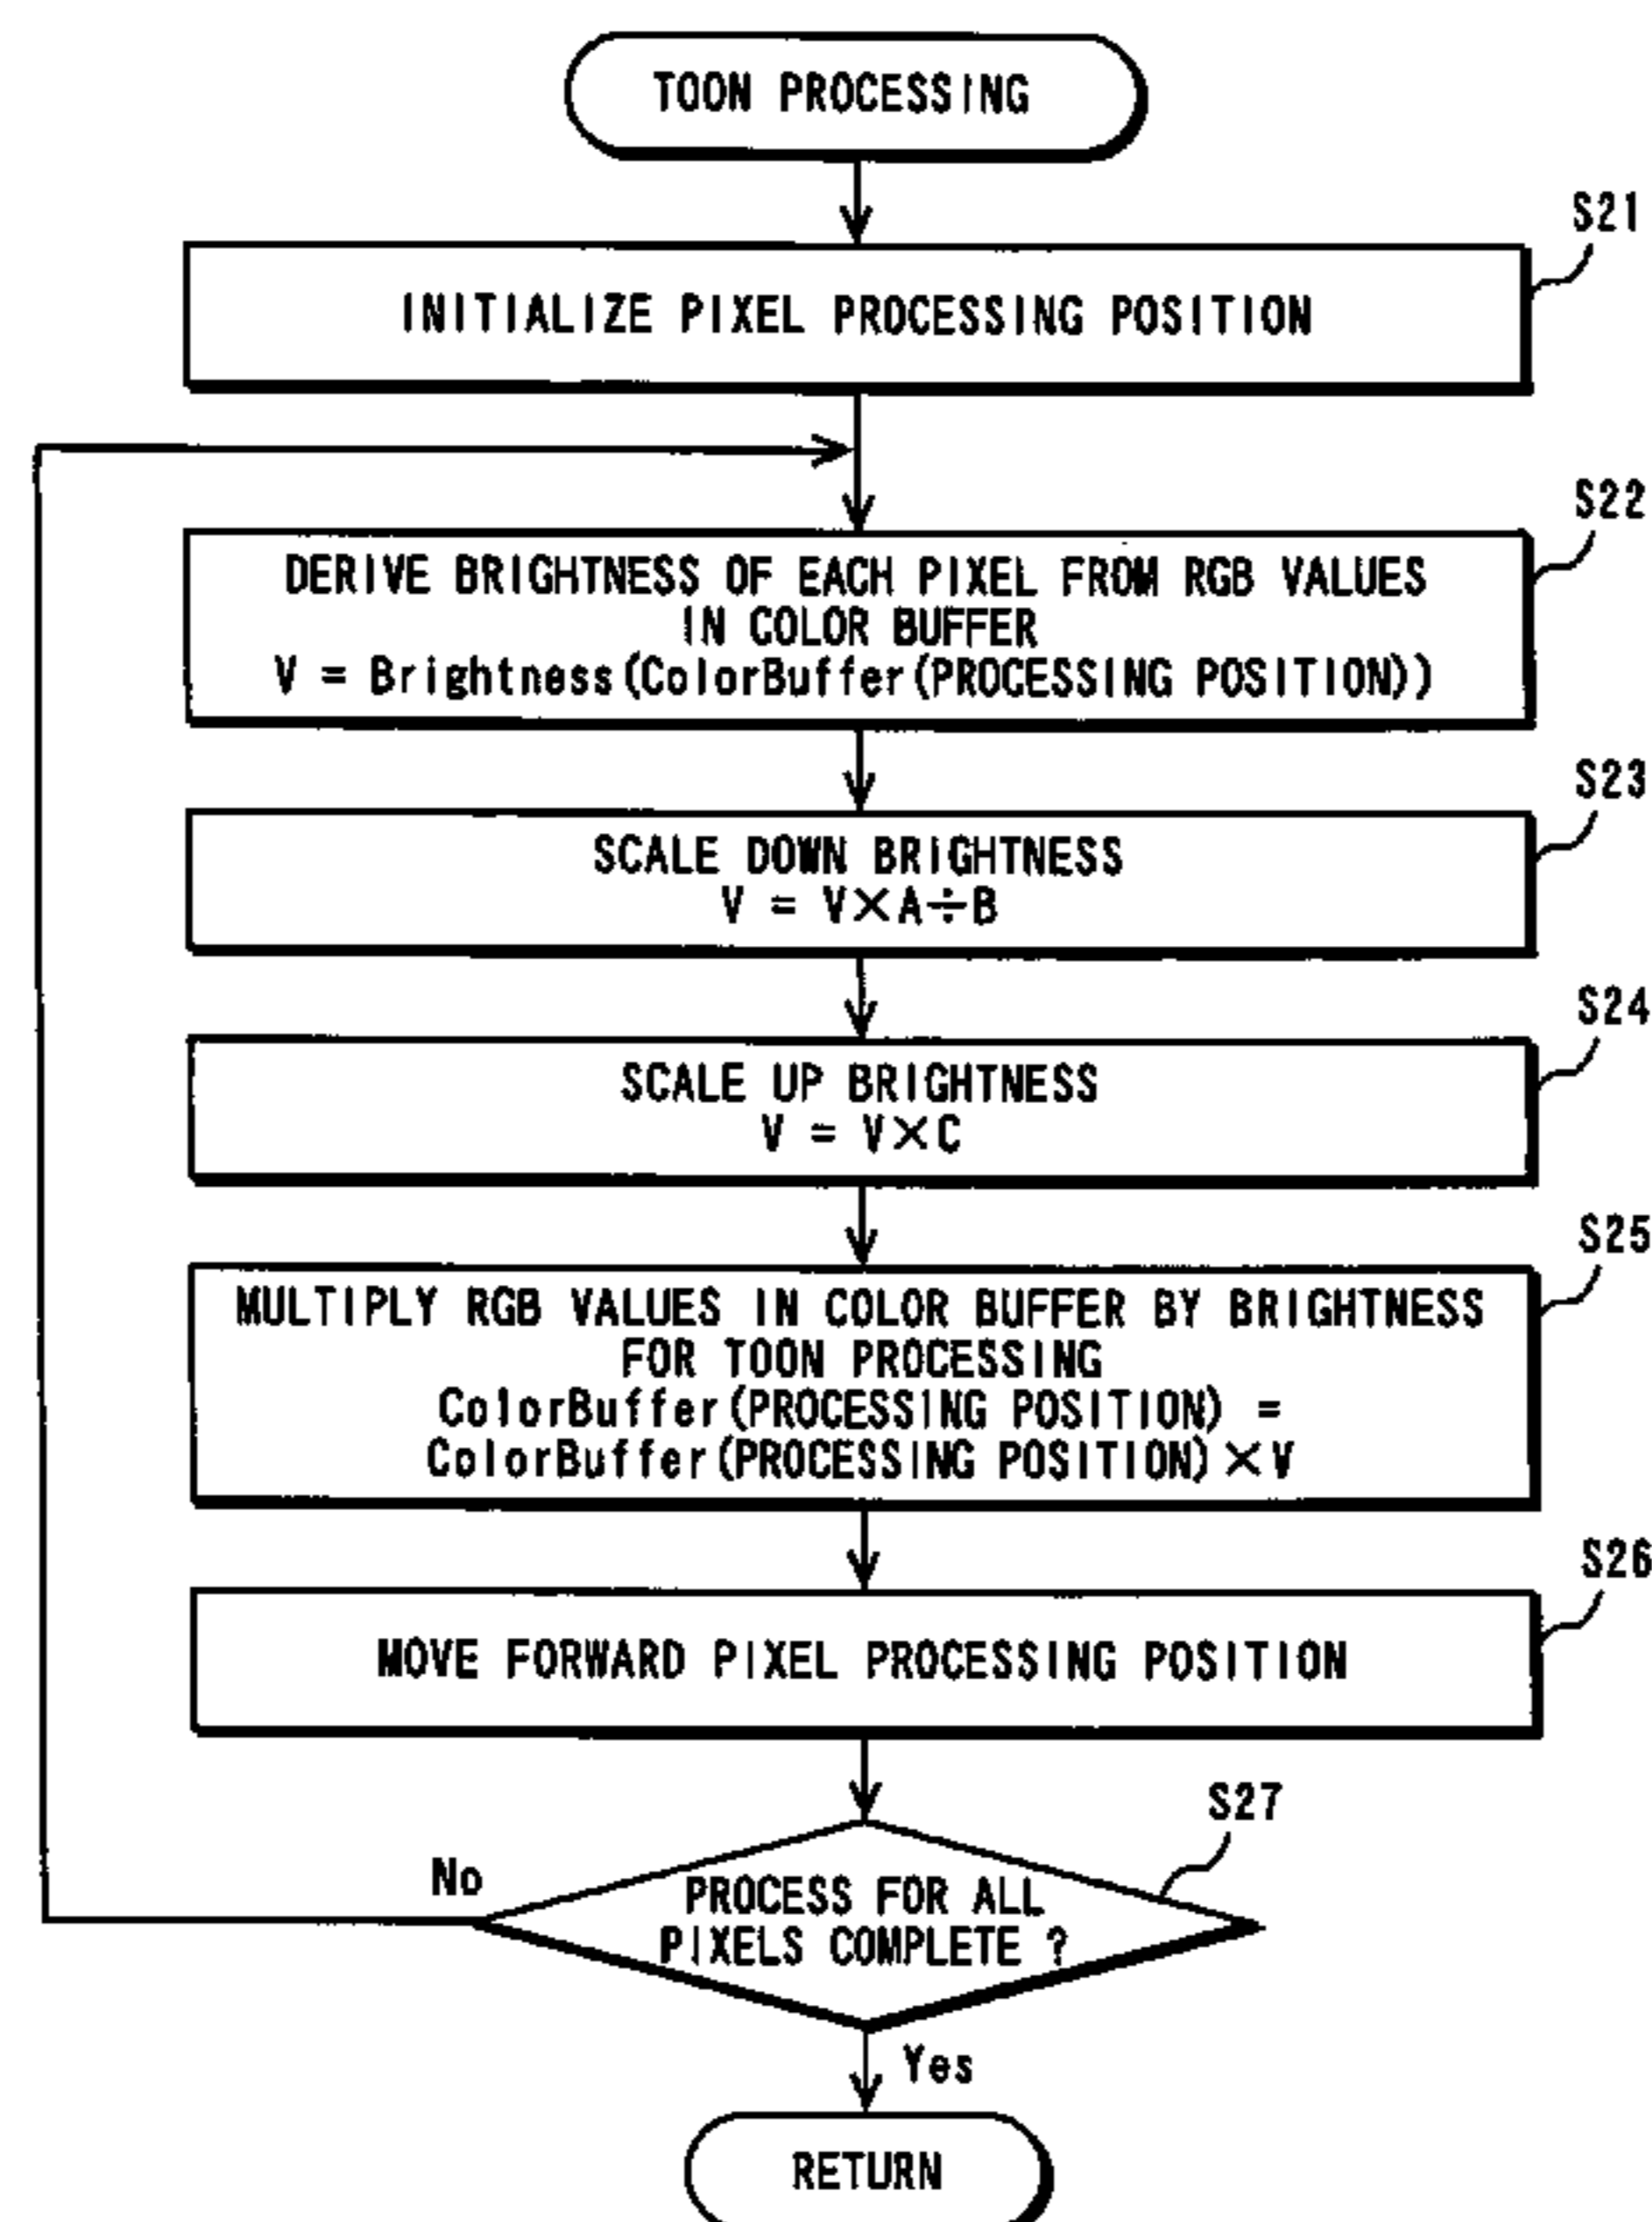 TOON PROCESSING
S21
INITIALIZE PIXEL PROCESSING POSITION
S22
DERIVE BRIGHTNESS OF EACH PIXEL FROM RGB VALUES
IN COLOR BUFFER
V = Brightness(ColorBuffer(PROCESSING POSITION))
S23
SCALE DOWN BRIGHTNESS
V = V×A÷B
S24
SCALE UP BRIGHTNESS
V = V×C
S25
MULTIPLY RGB VALUES IN COLOR BUFFER BY BRIGHTNESS
FOR TOON PROCESSING
ColorBuffer(PROCESSING POSITION) =
ColorBuffer(PROCESSING POSITION)×V
S26
MOVE FORWARD PIXEL PROCESSING POSITION
S27
No
PROCESS FOR ALL
PIXELS COMPLETE ?
Yes
RETURN